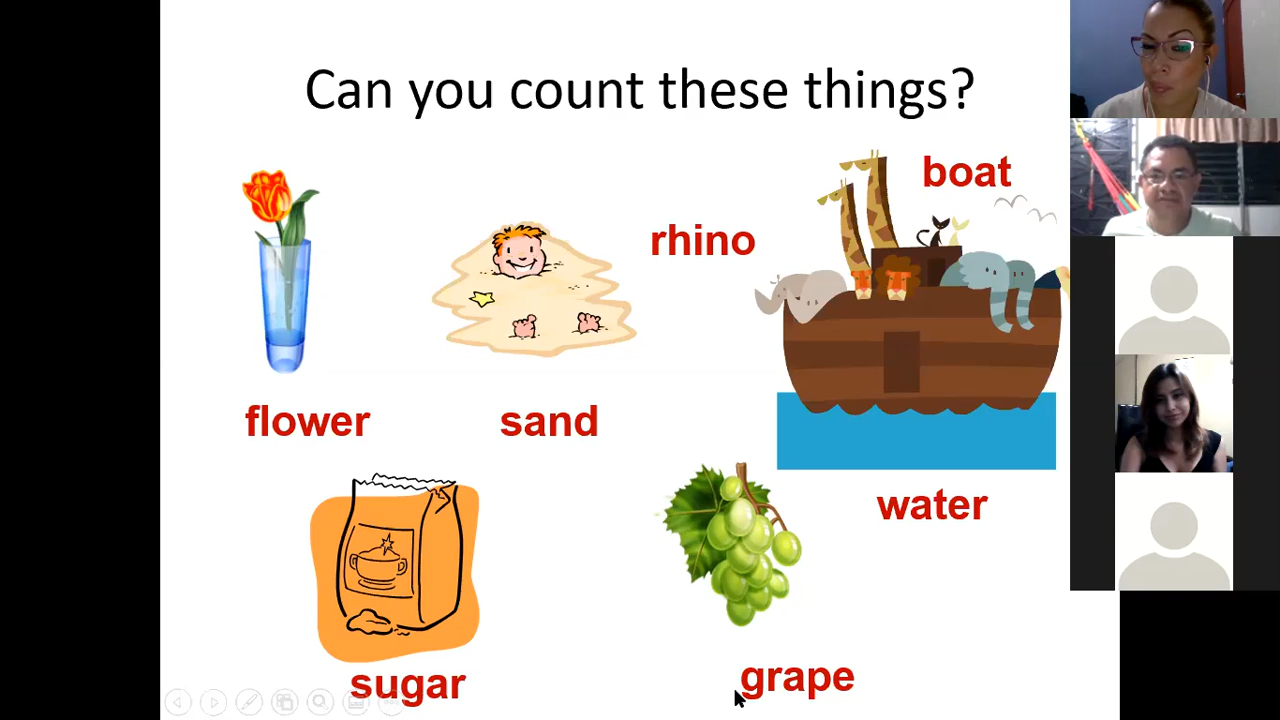 Can you count these things?
boat
rhino
flower
sand
water
sugar
grape